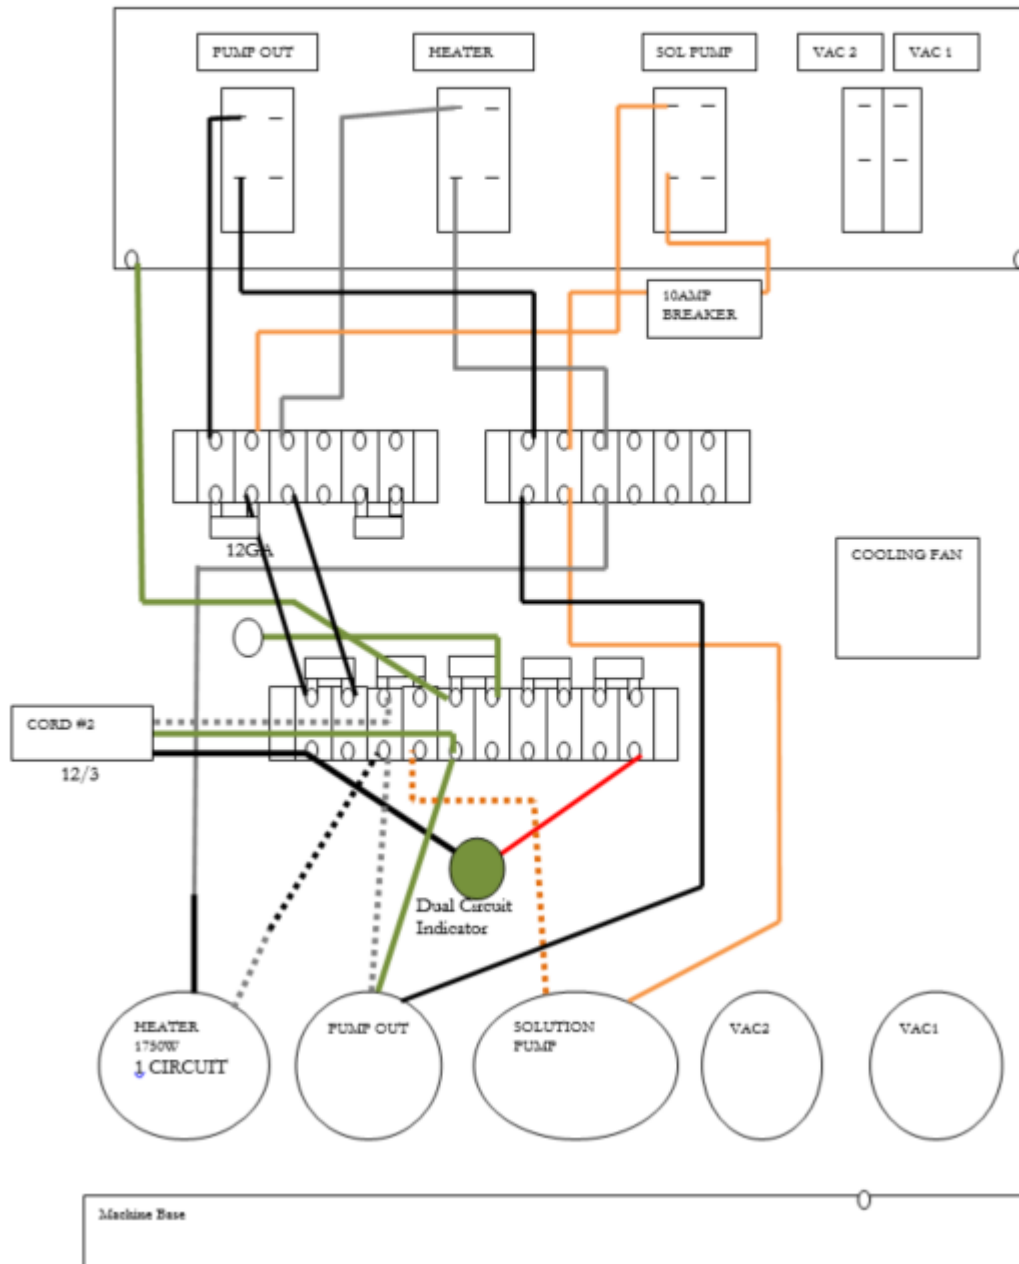 PUMP OUT
HEATER
SOL PUMP
VAC 2
VAC 1
10AMP
BREAKER
12GA
COOLING FAN
CORD #2
12/3
Dual Circuit
Indicator
HEATER
1750W
1 CIRCUIT
PUMP OUT
SOLUTION
PUMP
VAC2
VAC1
Machine Base